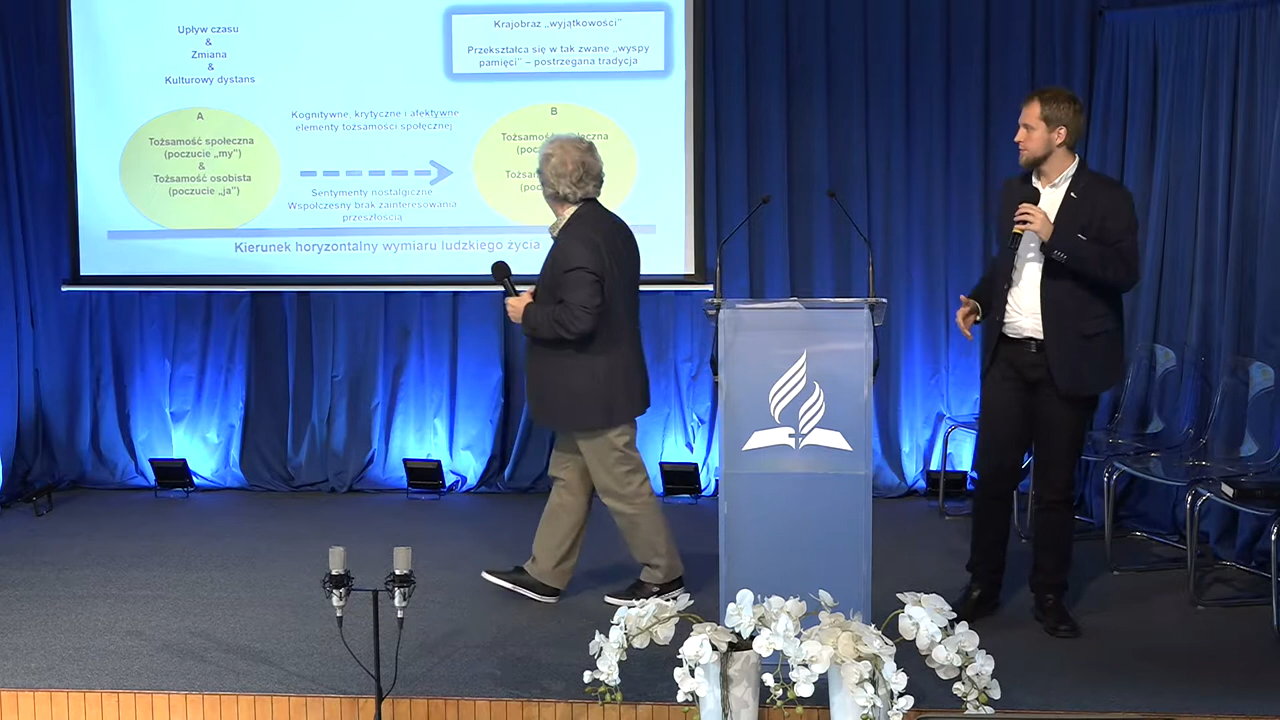 Upływ czasu
&
Zmiana
&
Kulturowy dystans
Krajobraz „wyjątkowości”
Przekształca się w tak zwane „wyspy
pamięci” – postrzegana tradycja
A
Tożsamość społeczna
(poczucie „my”)
&
Tożsamość osobista
(poczucie „ja”)
Kognitywne, krytyczne i afektywne
elementy tożsamości społecznej
Sentymenty nostalgiczne
Współczesny brak zainteresowania
przeszłością
B
Tożsamość społeczna
Kierunek horyzontalny wymiaru ludzkiego życia